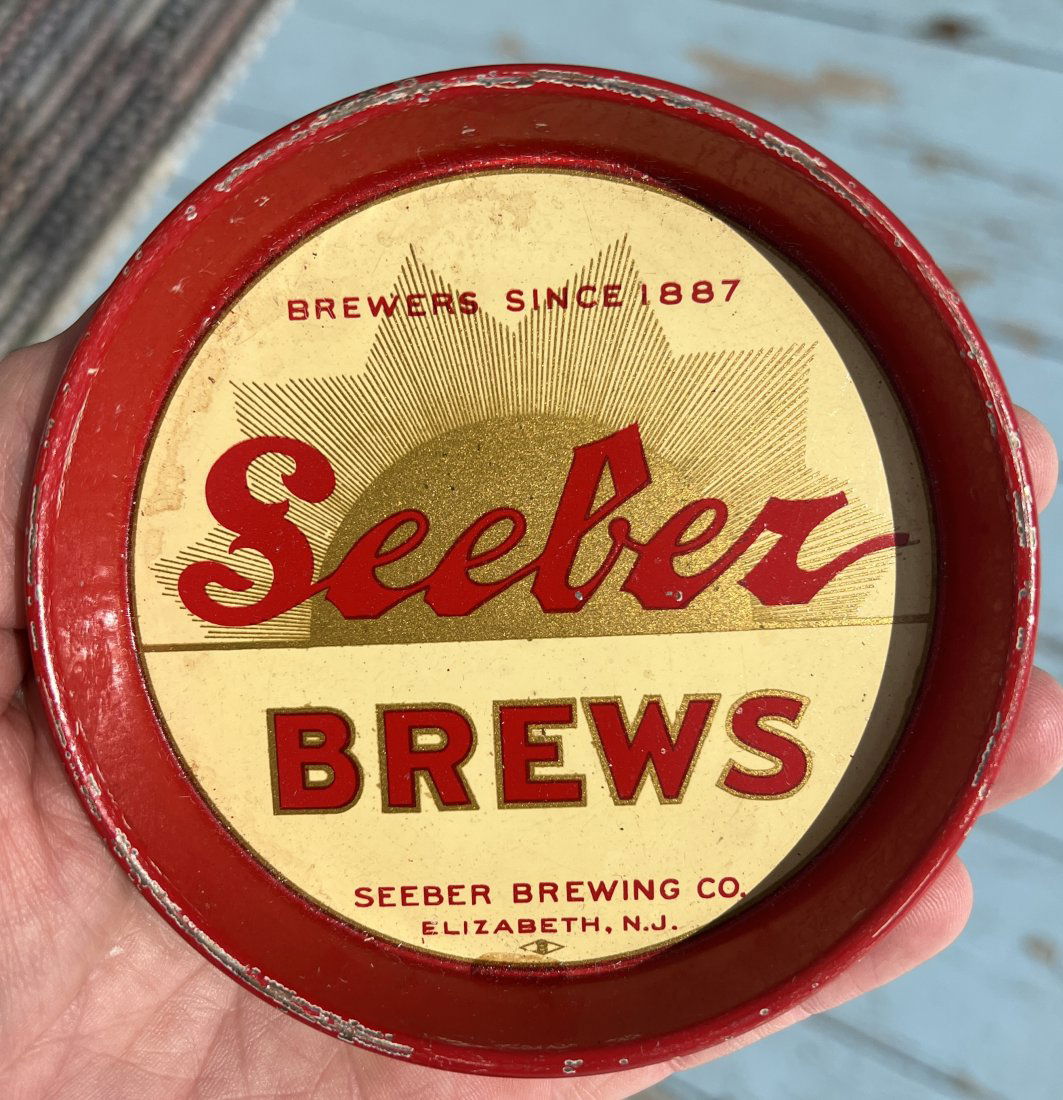 BREWERS SINCE 1887
Seeber
BREWS
SEEBER BREWING CO.
ELIZABETH, N.J.